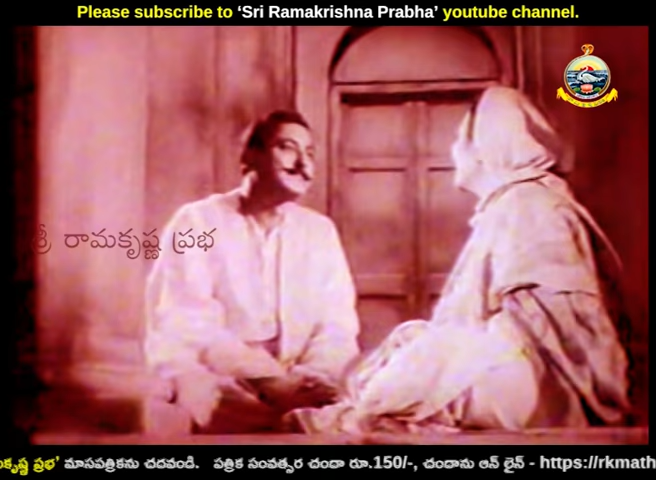 Please subscribe to ‘Sri Ramakrishna Prabha’ youtube channel.
శ్రీ రామకృష్ణ ప్రభ
ప్రభ’ మాసపత్రికను చదవండి. పత్రిక సంవత్సర చందా రూ.150/-, చందాను ఆన్ లైన్ - https://rkmath